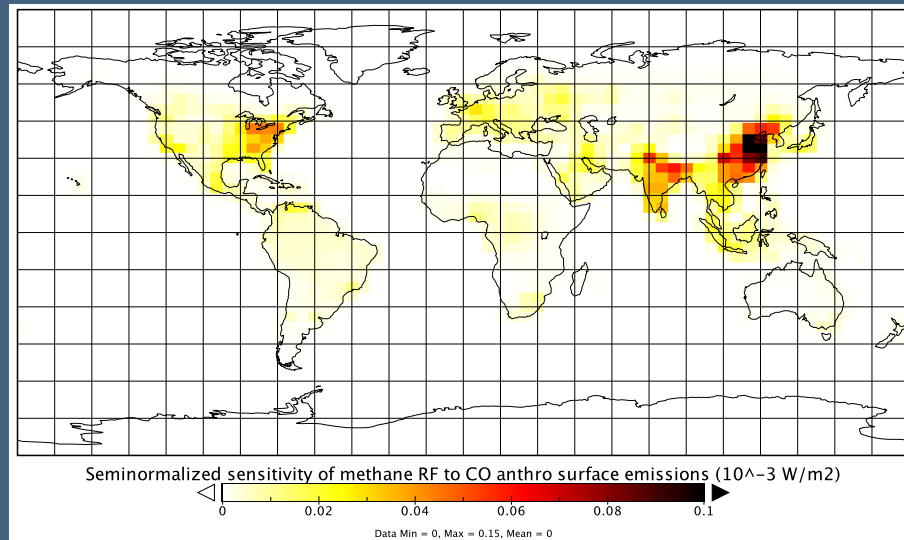 Seminormalized sensitivity of methane RF to CO anthro surface emissions (10^-3 W/m2)
0 0.02 0.04 0.06 0.08 0.1
Data Min = 0, Max = 0.15, Mean = 0